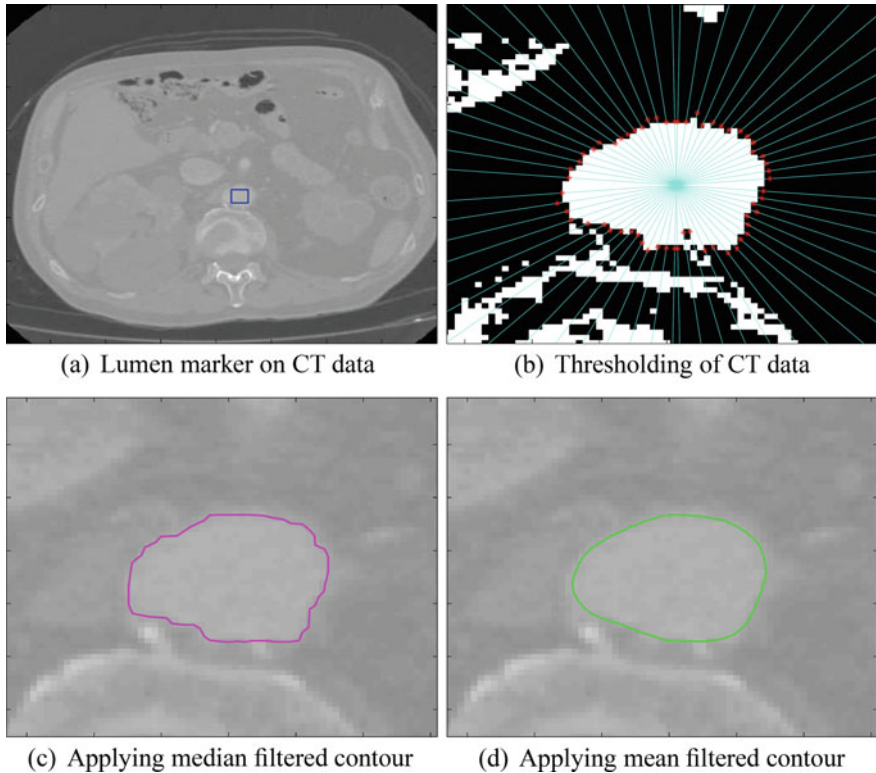 (a) Lumen marker on CT data
(b) Thresholding of CT data
(c) Applying median filtered contour
(d) Applying mean filtered contour